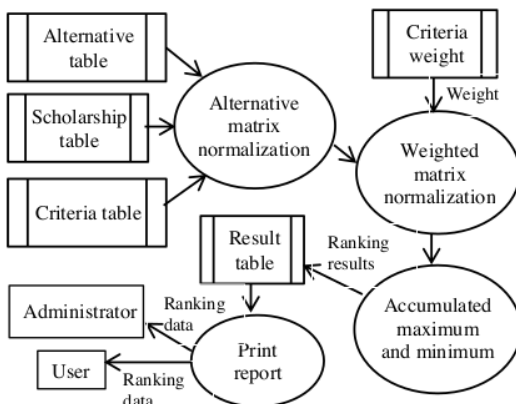 Alternative
table
Criteria
weight
Scholarship
table
Alternative
matrix
normalization
Weight
Weighted
matrix
normalization
Criteria table
Result
table
Ranking
results
Administrator
Ranking
data
Accumulated
maximum
and minimum
Print
report
User
Ranking
data